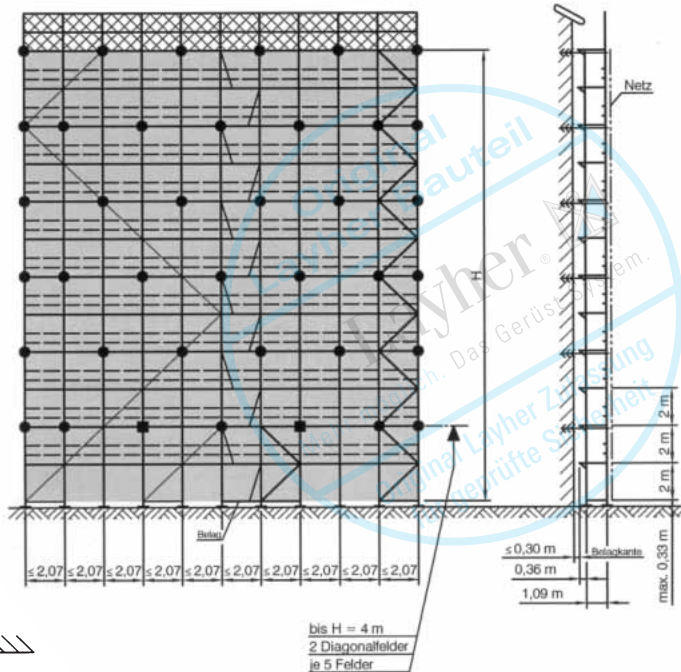 Netz
Original
Layher Bauteil
H
Layher®
Das Gerüst System.
Original Layher Zulassung
geprüfte Sicherheit
2 m
2 m
2 m
Belag
≤ 0,30 m
Belagkante
0,36 m
1,09 m
max. 0,33 m
≤ 2,07
≤ 2,07
≤ 2,07
≤ 2,07
≤ 2,07
≤ 2,07
≤ 2,07
≤ 2,07
≤ 2,07
≤ 2,07
bis H = 4 m
2 Diagonalfelder
je 5 Felder